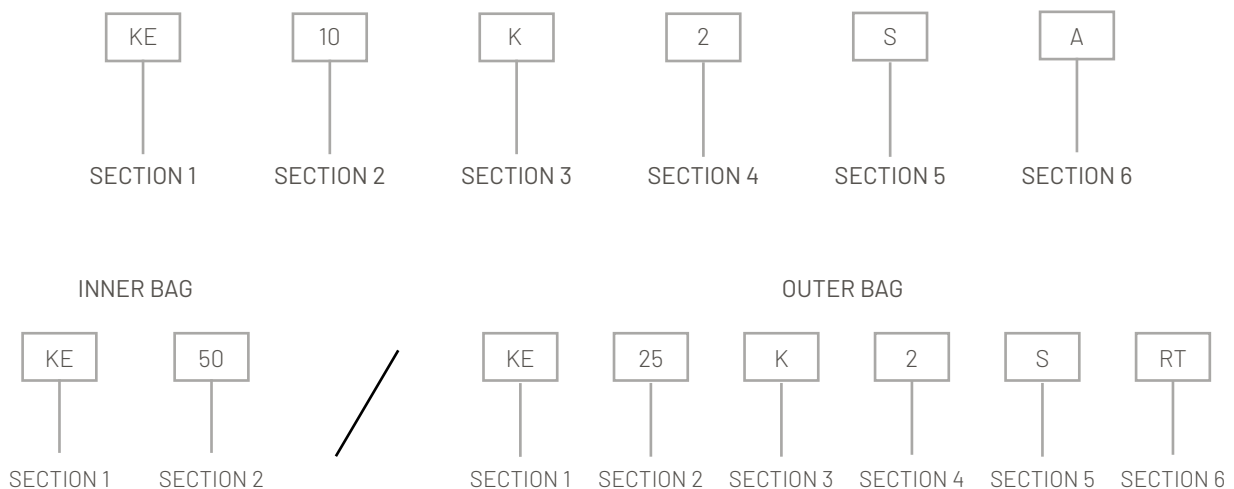 KE 10 K 2 S A
SECTION 1 SECTION 2 SECTION 3 SECTION 4 SECTION 5 SECTION 6
INNER BAG OUTER BAG
KE 50 KE 25 K 2 S RT
SECTION 1 SECTION 2 SECTION 1 SECTION 2 SECTION 3 SECTION 4 SECTION 5 SECTION 6